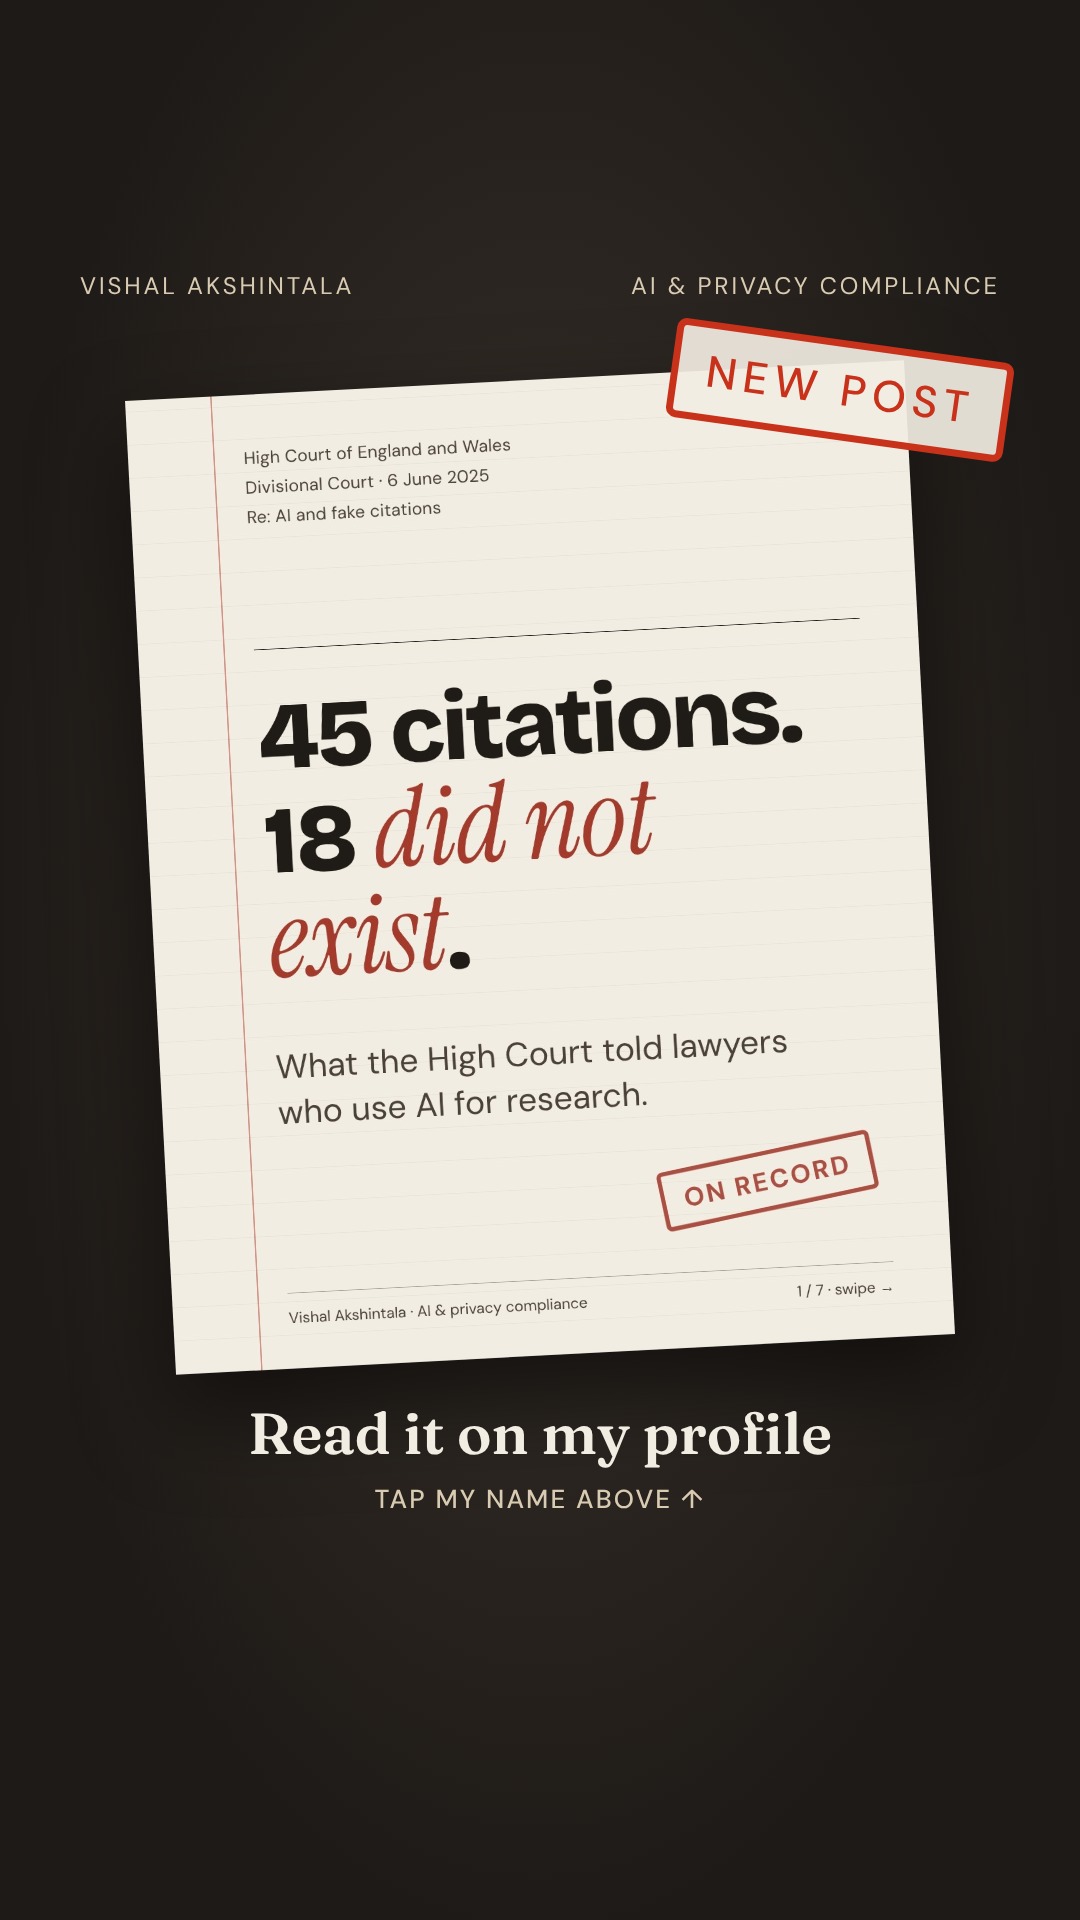 VISHAL AKSHINTALA
AI & PRIVACY COMPLIANCE
NEW POST
High Court of England and Wales
Divisional Court · 6 June 2025
Re: AI and fake citations
45 citations.
18 did not
exist.
What the High Court told lawyers
who use AI for research.
ON RECORD
Vishal Akshintala · AI & privacy compliance
1 / 7 · swipe →
Read it on my profile
TAP MY NAME ABOVE ↑